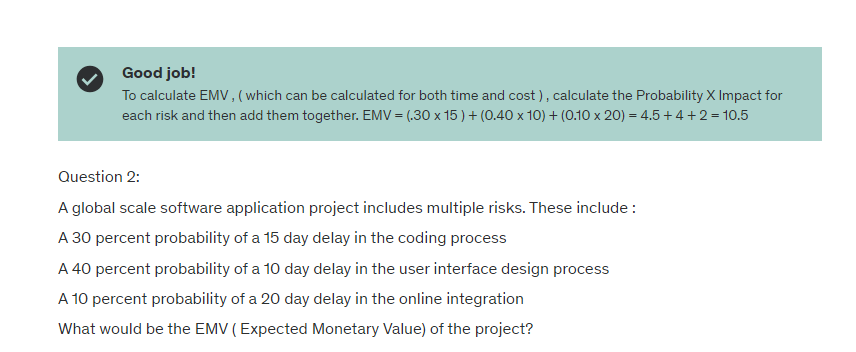 Good job!
To calculate EMV , ( which can be calculated for both time and cost ) , calculate the Probability X Impact for
each risk and then add them together. EMV = (.30 x 15 ) + (0.40 x 10) + (0.10 x 20) = 4.5 + 4 + 2 = 10.5
Question 2:
A global scale software application project includes multiple risks. These include :
A 30 percent probability of a 15 day delay in the coding process
A 40 percent probability of a 10 day delay in the user interface design process
A 10 percent probability of a 20 day delay in the online integration
What would be the EMV ( Expected Monetary Value) of the project?